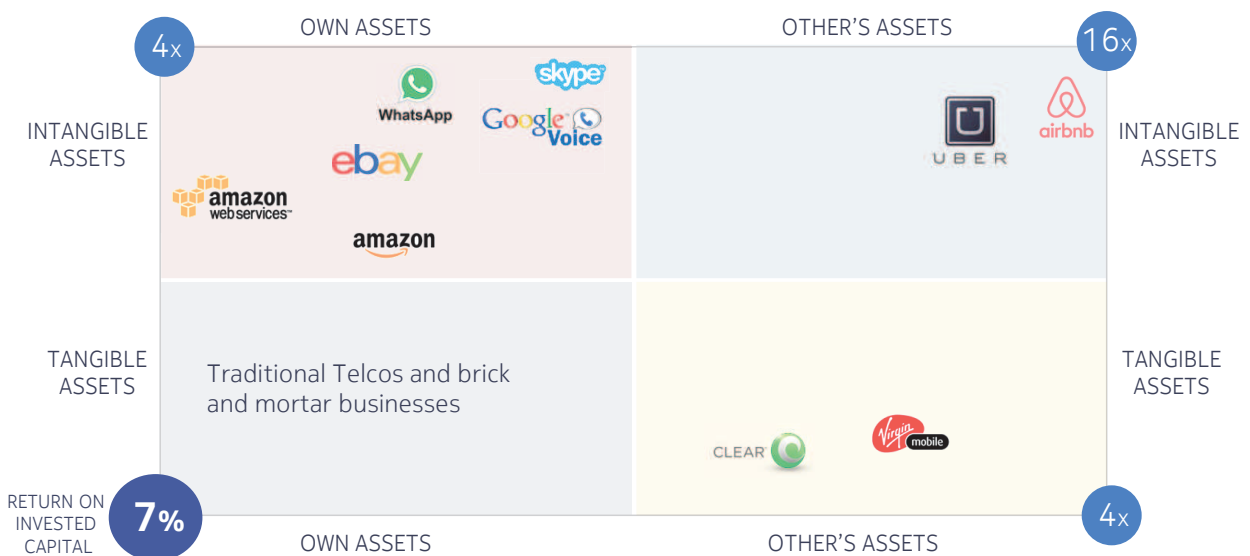 OWN ASSETS
OTHER'S ASSETS
4x
16x
INTANGIBLE
ASSETS
WhatsApp
skype
Google
Voice
ebay
amazon
webservices™
amazon
U
UBER
airbnb
INTANGIBLE
ASSETS
TANGIBLE
ASSETS
Traditional Telcos and brick
and mortar businesses
CLEAR
Virgin
mobile
TANGIBLE
ASSETS
RETURN ON
INVESTED
CAPITAL
7%
4x
OWN ASSETS
OTHER'S ASSETS